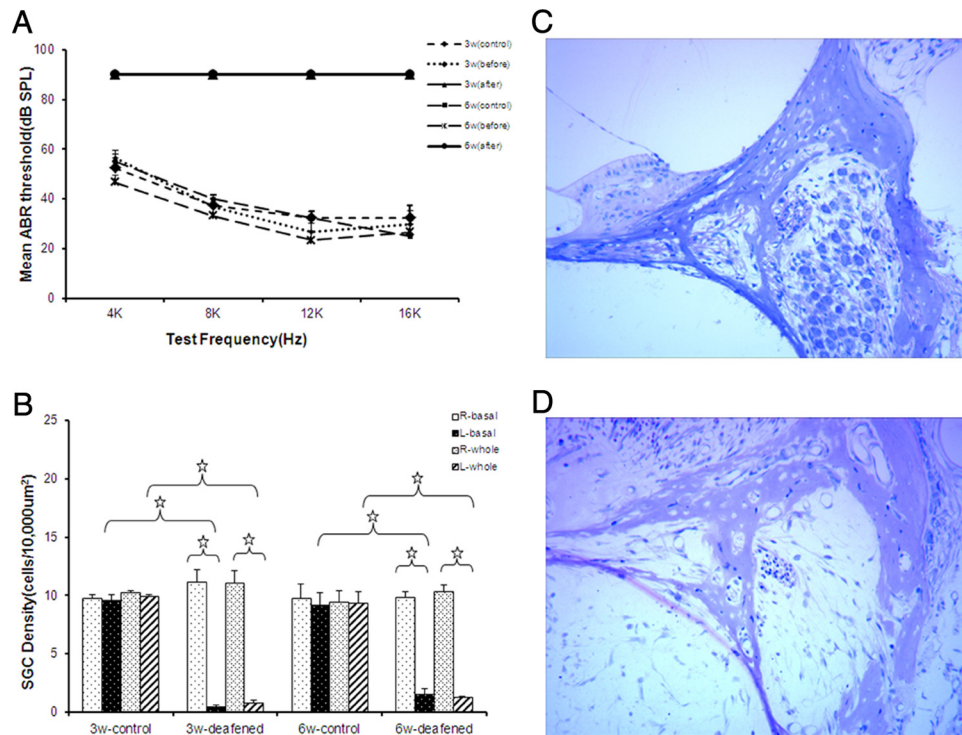 A
100
80
60
40
20
0
Mean ABR threshold(dB SPL)
4K
8K
12K
16K
Test Frequency(Hz)
3w(control)
3w(before)
3w(after)
6w(control)
6w(before)
6w(after)
B
25
20
15
10
5
0
SGC Density(cells/10,000um²)
R-basal
L-basal
R-whole
L-whole
3w-control
3w-deafened
6w-control
6w-deafened
C
D